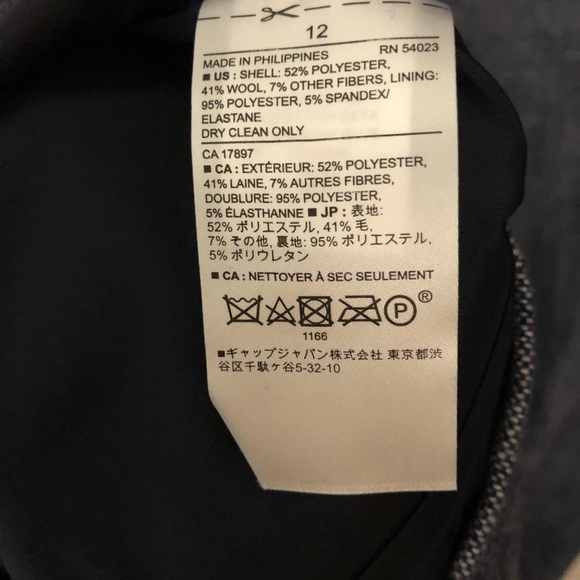 12
MADE IN PHILIPPINES RN 54023
■ US : SHELL: 52% POLYESTER,
41% WOOL, 7% OTHER FIBERS, LINING:
95% POLYESTER, 5% SPANDEX/
ELASTANE
DRY CLEAN ONLY
CA 17897
■ CA : EXTÉRIEUR: 52% POLYESTER,
41% LAINE, 7% AUTRES FIBRES,
DOUBLURE: 95% POLYESTER,
5% ÉLASTHANNE ■ JP : 表地:
52% ポリエステル, 41% 毛,
7% その他, 裏地: 95% ポリエステル,
5% ポリウレタン
■ CA : NETTOYER À SEC SEULEMENT
P ®
1166
■ギャップジャパン株式会社 東京都渋
谷区千駄ヶ谷5-32-10